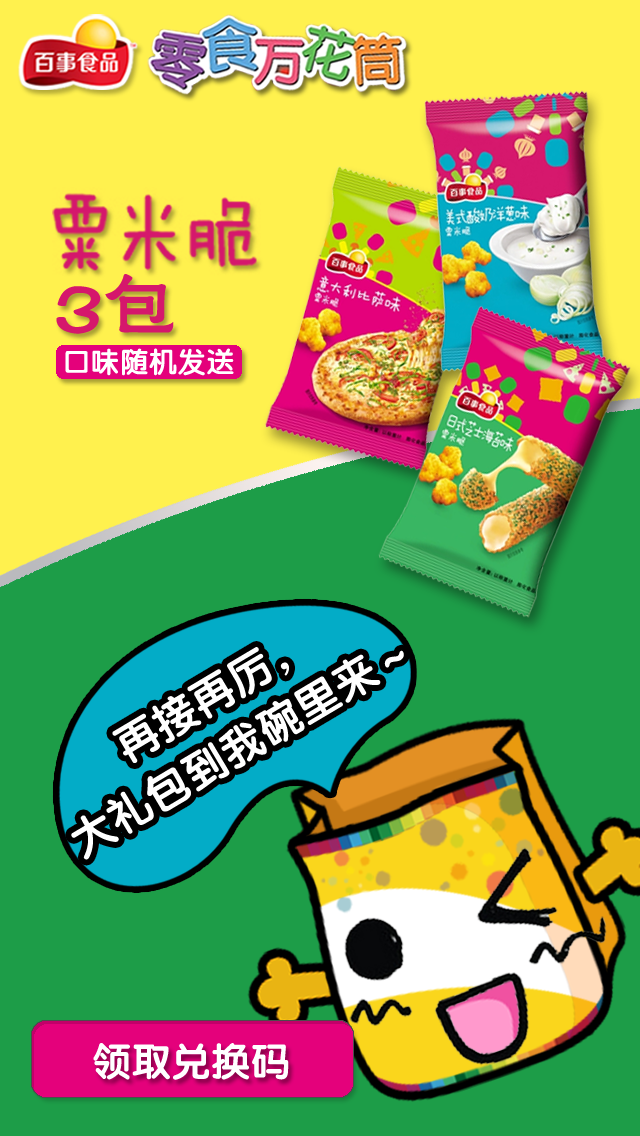 百事食品
零食万花筒
粟米脆
3包
口味随机发送
百事食品
美式酸奶洋葱味
粟米脆
百事食品
意大利比萨味
粟米脆
百事食品
日式芝士海苔味
粟米脆
再接再厉，
大礼包到我碗里来～
领取兑换码